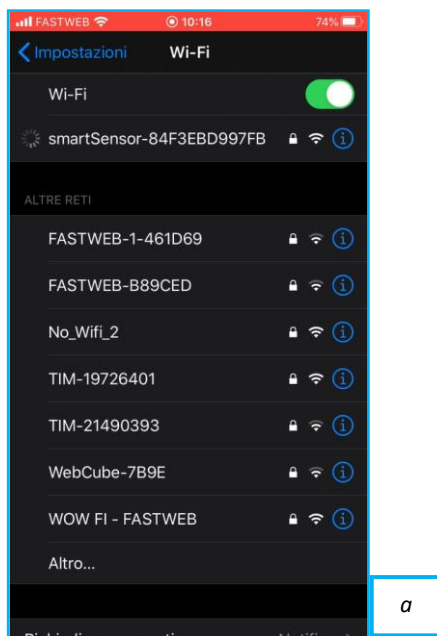 FASTWEB 10:16 74%
Impostazioni Wi-Fi
Wi-Fi
smartSensor-84F3EBD997FB
ALTRE RETI
FASTWEB-1-461D69
FASTWEB-B89CED
No_Wifi_2
TIM-19726401
TIM-21490393
WebCube-7B9E
WOW FI - FASTWEB
Altro...
a